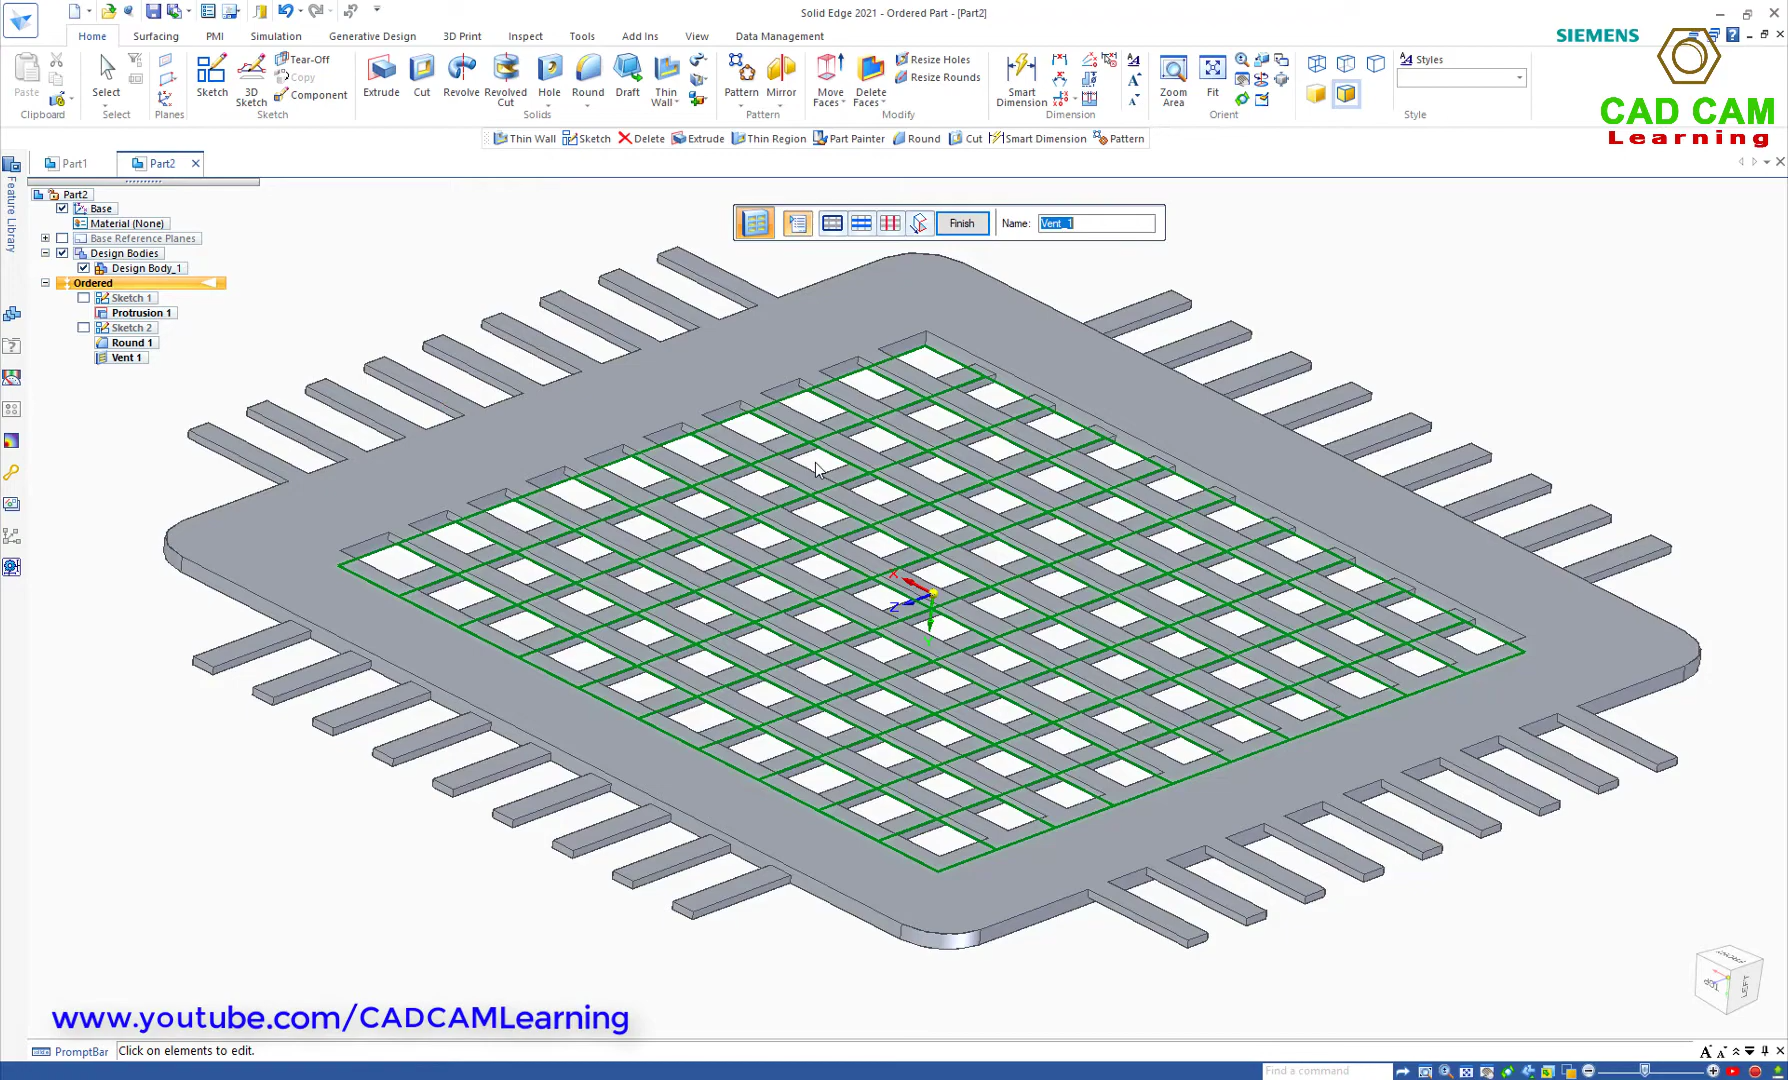 Solid Edge 2021 - Ordered Part - [Part2]
Home Surfacing PMI Simulation Generative Design 3D Print Inspect Tools Add Ins View Data Management
SIEMENS
CAD CAM
Learning
Paste
Clipboard
Select
Select
Planes
Sketch
3D Sketch
Tear-Off
Copy
Component
Sketch
Extrude
Cut
Revolve
Revolved Cut
Hole
Round
Draft
Thin Wall
Solids
Pattern
Mirror
Pattern
Move Faces
Delete Faces
Resize Holes
Resize Rounds
Modify
Smart Dimension
Dimension
Zoom Area
Fit
Orient
Styles
Style
Thin Wall Sketch Delete Extrude Thin Region Part Painter Round Cut Smart Dimension Pattern
Part1 Part2
Feature Library
Part2
Base
Material (None)
Base Reference Planes
Design Bodies
Design Body_1
Ordered
Sketch 1
Protrusion 1
Sketch 2
Round 1
Vent 1
Finish Name: Vent_1
X
Z
LEFT
www.youtube.com/CADCAMLearning
PromptBar Click on elements to edit.
Find a command